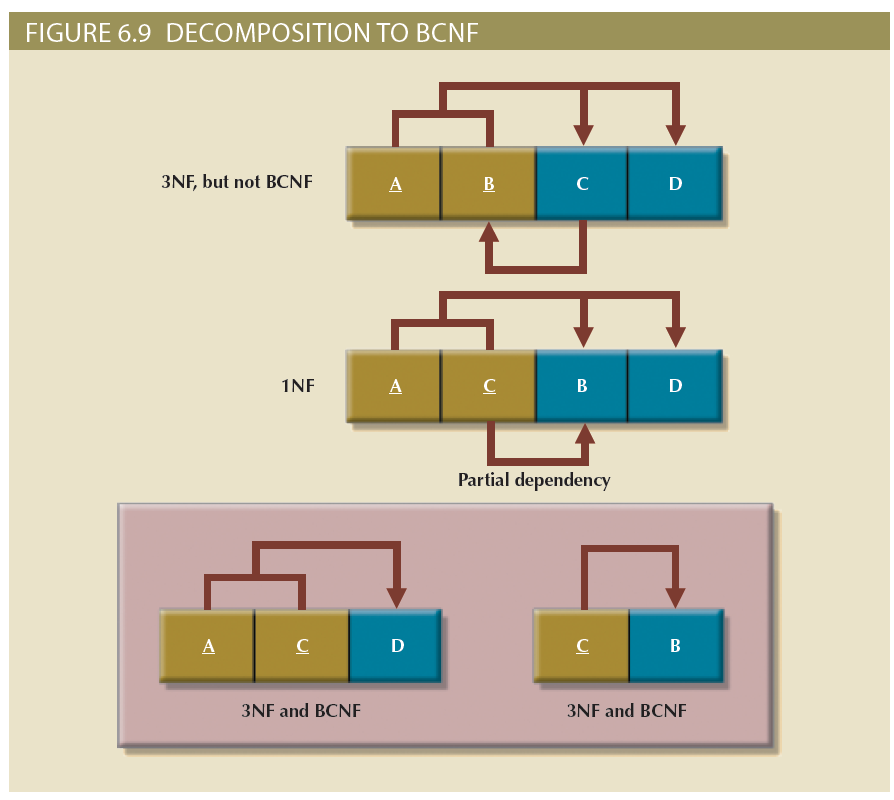 FIGURE 6.9 DECOMPOSITION TO BCNF
3NF, but not BCNF
A B C D
1NF
A C B D
Partial dependency
A C D
C B
3NF and BCNF
3NF and BCNF